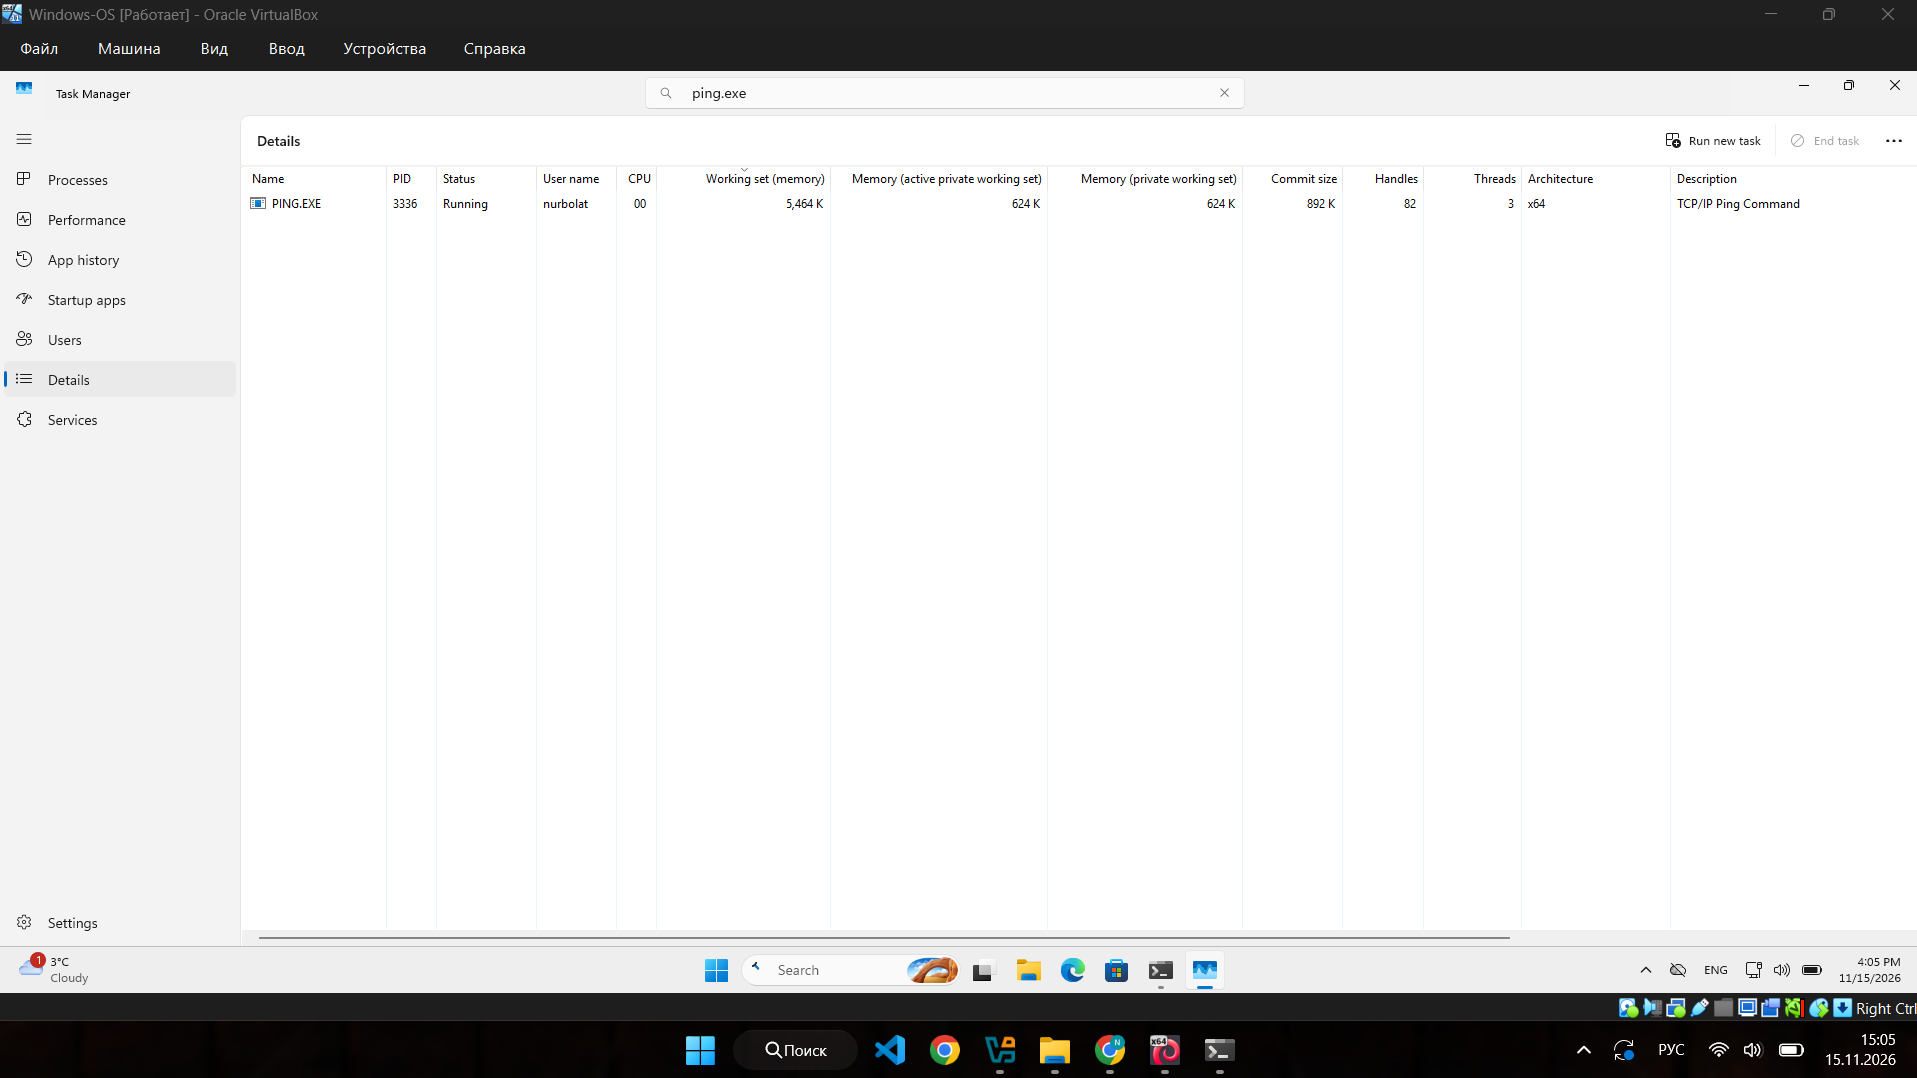 Windows-OS [Работает] - Oracle VirtualBox
Файл Машина Вид Ввод Устройства Справка
Task Manager
ping.exe
Details
Run new task
End task
Processes
Performance
App history
Startup apps
Users
Details
Services
Settings
Name PID Status User name CPU Working set (memory) Memory (active private working set) Memory (private working set) Commit size Handles Threads Architecture Description
PING.EXE 3336 Running nurbolat 00 5,464 K 624 K 624 K 892 K 82 3 x64 TCP/IP Ping Command
1
3°C
Cloudy
Search
ENG
4:05 PM
11/15/2026
Right Ctrl
Поиск
N
x64
РУС
15:05
15.11.2026